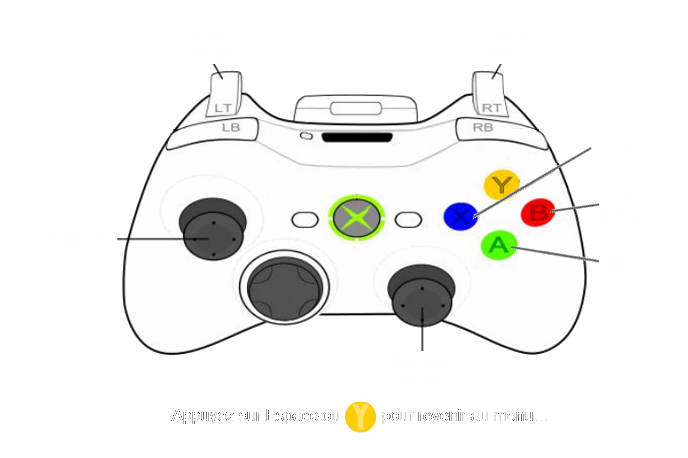 LT RT
LB RB
Y
X B
A
Appuyez sur Espace ou Y pour revenir au menu...